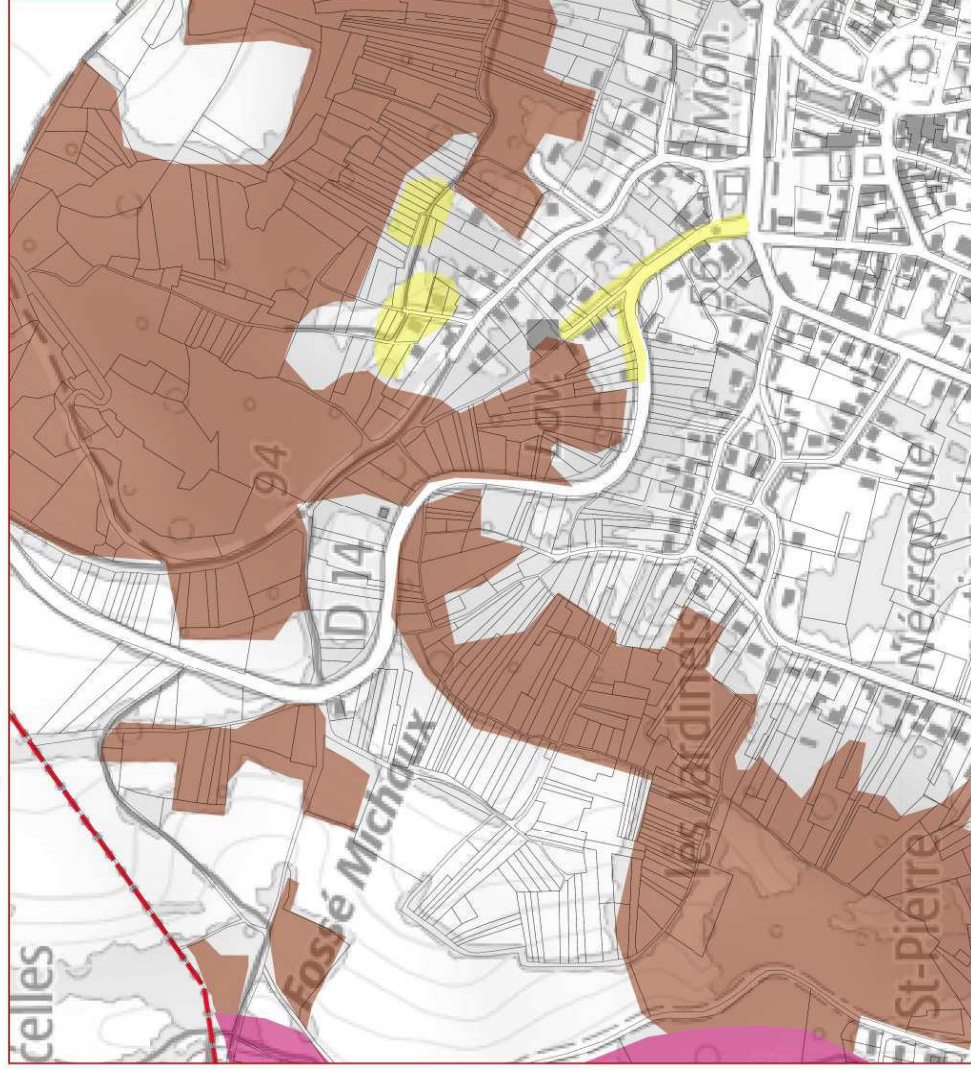 celles
Fossé Michaux
D 14
94
les Jardinets
St-Pierre
Nécropole
Mon.